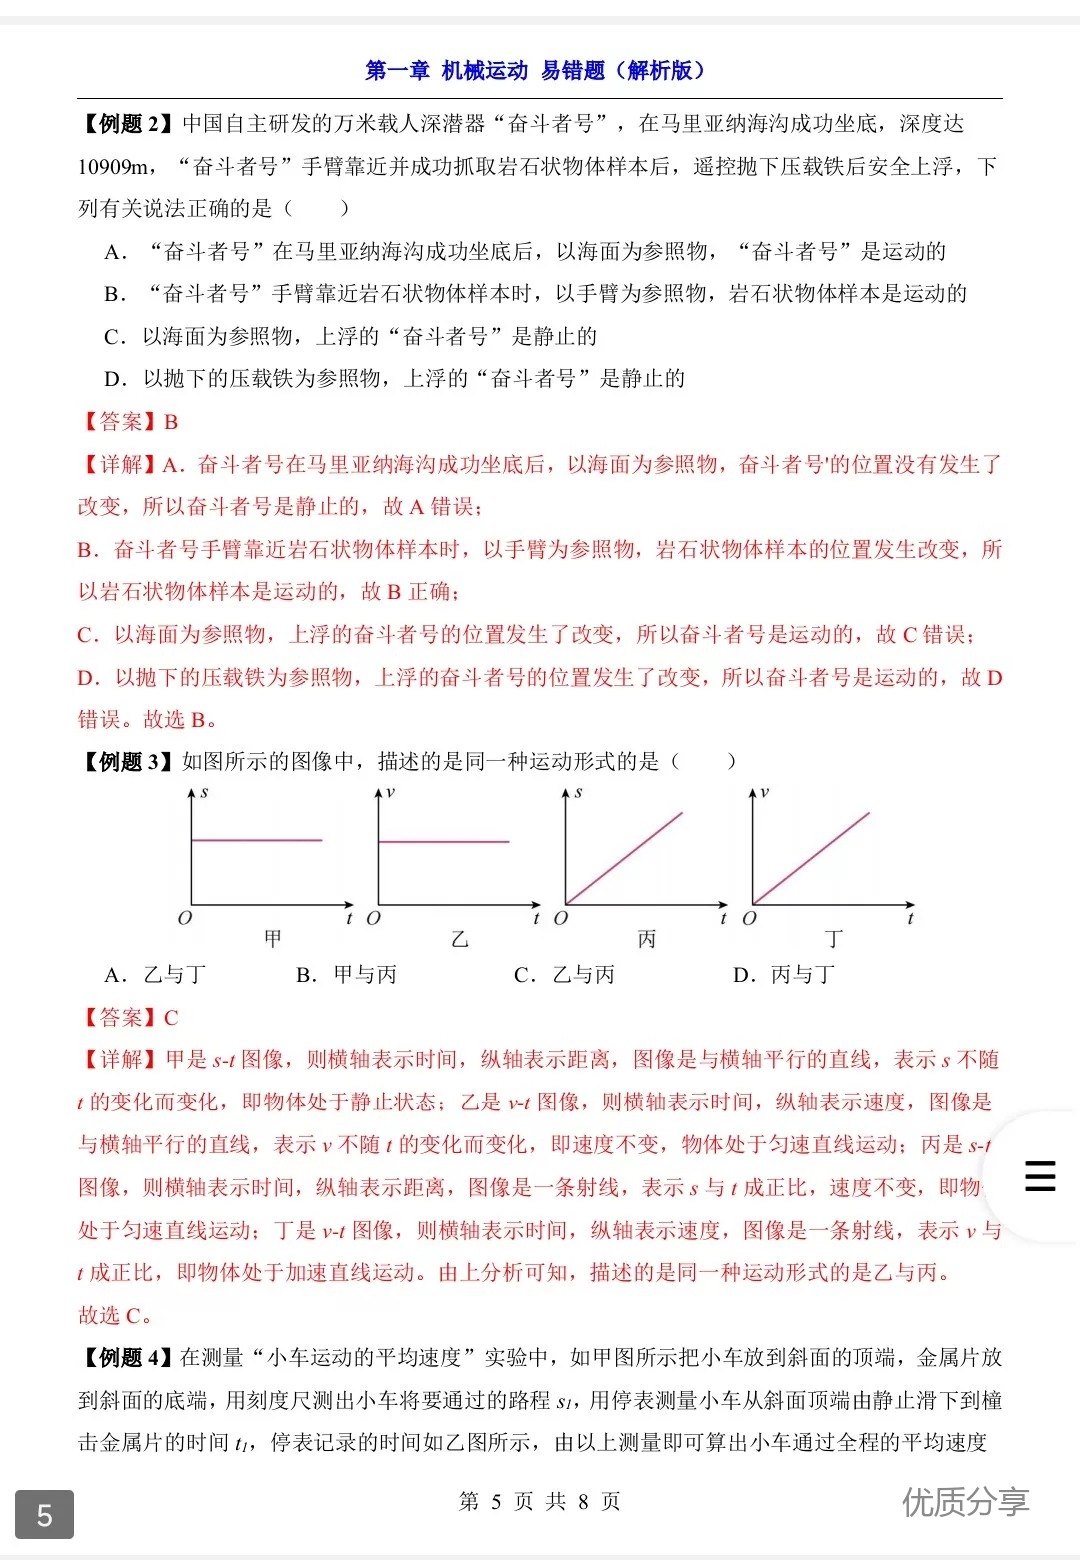 第一章 机械运动 易错题（解析版）
【例题 2】中国自主研发的万米载人深潜器“奋斗者号”，在马里亚纳海沟成功坐底，深度达
10909m，“奋斗者号”手臂靠近并成功抓取岩石状物体样本后，遥控抛下压载铁后安全上浮，下
列有关说法正确的是（　　）
A．“奋斗者号”在马里亚纳海沟成功坐底后，以海面为参照物，“奋斗者号”是运动的
B．“奋斗者号”手臂靠近岩石状物体样本时，以手臂为参照物，岩石状物体样本是运动的
C．以海面为参照物，上浮的“奋斗者号”是静止的
D．以抛下的压载铁为参照物，上浮的“奋斗者号”是静止的
【答案】B
【详解】A．奋斗者号在马里亚纳海沟成功坐底后，以海面为参照物，奋斗者号'的位置没有发生了
改变，所以奋斗者号是静止的，故 A 错误；
B．奋斗者号手臂靠近岩石状物体样本时，以手臂为参照物，岩石状物体样本的位置发生改变，所
以岩石状物体样本是运动的，故 B 正确；
C．以海面为参照物，上浮的奋斗者号的位置发生了改变，所以奋斗者号是运动的，故 C 错误；
D．以抛下的压载铁为参照物，上浮的奋斗者号的位置发生了改变，所以奋斗者号是运动的，故 D
错误。故选 B。
【例题 3】如图所示的图像中，描述的是同一种运动形式的是（　　）
s v s v
O t O t O t O t
甲 乙 丙 丁
A．乙与丁 B．甲与丙 C．乙与丙 D．丙与丁
【答案】C
【详解】甲是 s-t 图像，则横轴表示时间，纵轴表示距离，图像是与横轴平行的直线，表示 s 不随
t 的变化而变化，即物体处于静止状态；乙是 v-t 图像，则横轴表示时间，纵轴表示速度，图像是
与横轴平行的直线，表示 v 不随 t 的变化而变化，即速度不变，物体处于匀速直线运动；丙是 s-t
图像，则横轴表示时间，纵轴表示距离，图像是一条射线，表示 s 与 t 成正比，速度不变，即物
处于匀速直线运动；丁是 v-t 图像，则横轴表示时间，纵轴表示速度，图像是一条射线，表示 v 与
t 成正比，即物体处于加速直线运动。由上分析可知，描述的是同一种运动形式的是乙与丙。
故选 C。
【例题 4】在测量“小车运动的平均速度”实验中，如甲图所示把小车放到斜面的顶端，金属片放
到斜面的底端，用刻度尺测出小车将要通过的路程 s₁，用停表测量小车从斜面顶端由静止滑下到橦
击金属片的时间 t₁，停表记录的时间如乙图所示，由以上测量即可算出小车通过全程的平均速度
第 5 页 共 8 页
5
优质分享